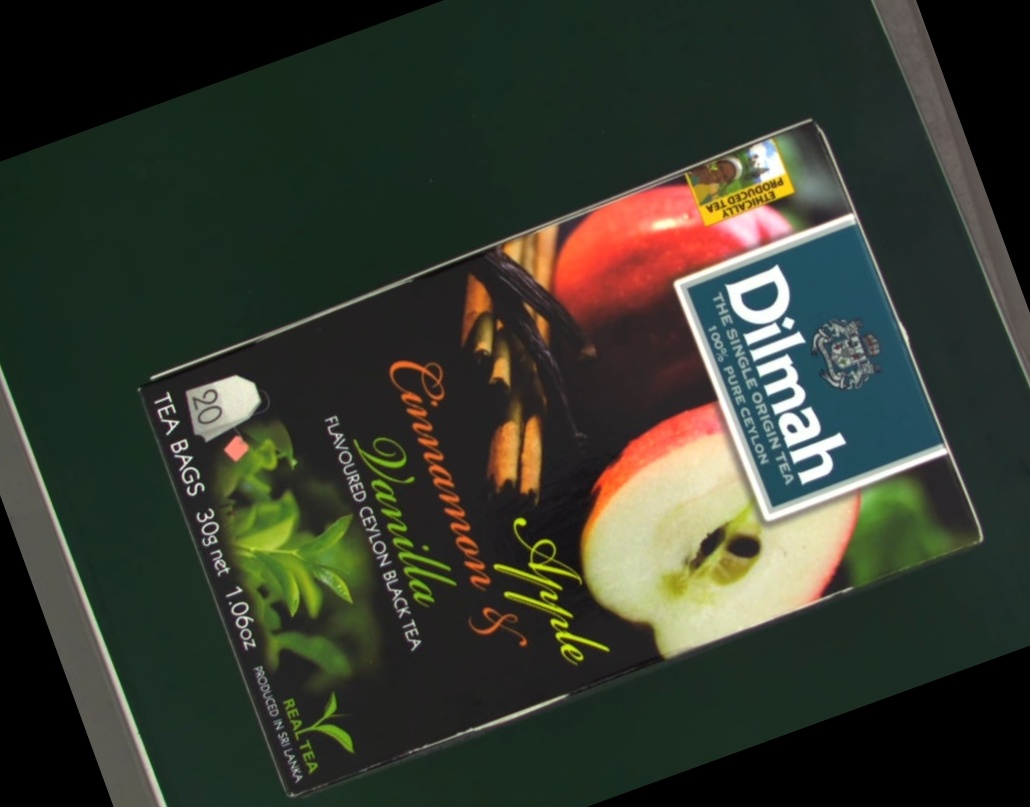 Dilmah
THE SINGLE ORIGIN TEA
100% PURE CEYLON
ETHICALLY
PRODUCED TEA
Apple
Cinnamon &
Vanilla
FLAVOURED CEYLON BLACK TEA
20
TEA BAGS 30g net 1.06oz
REAL TEA
PRODUCED IN SRI LANKA